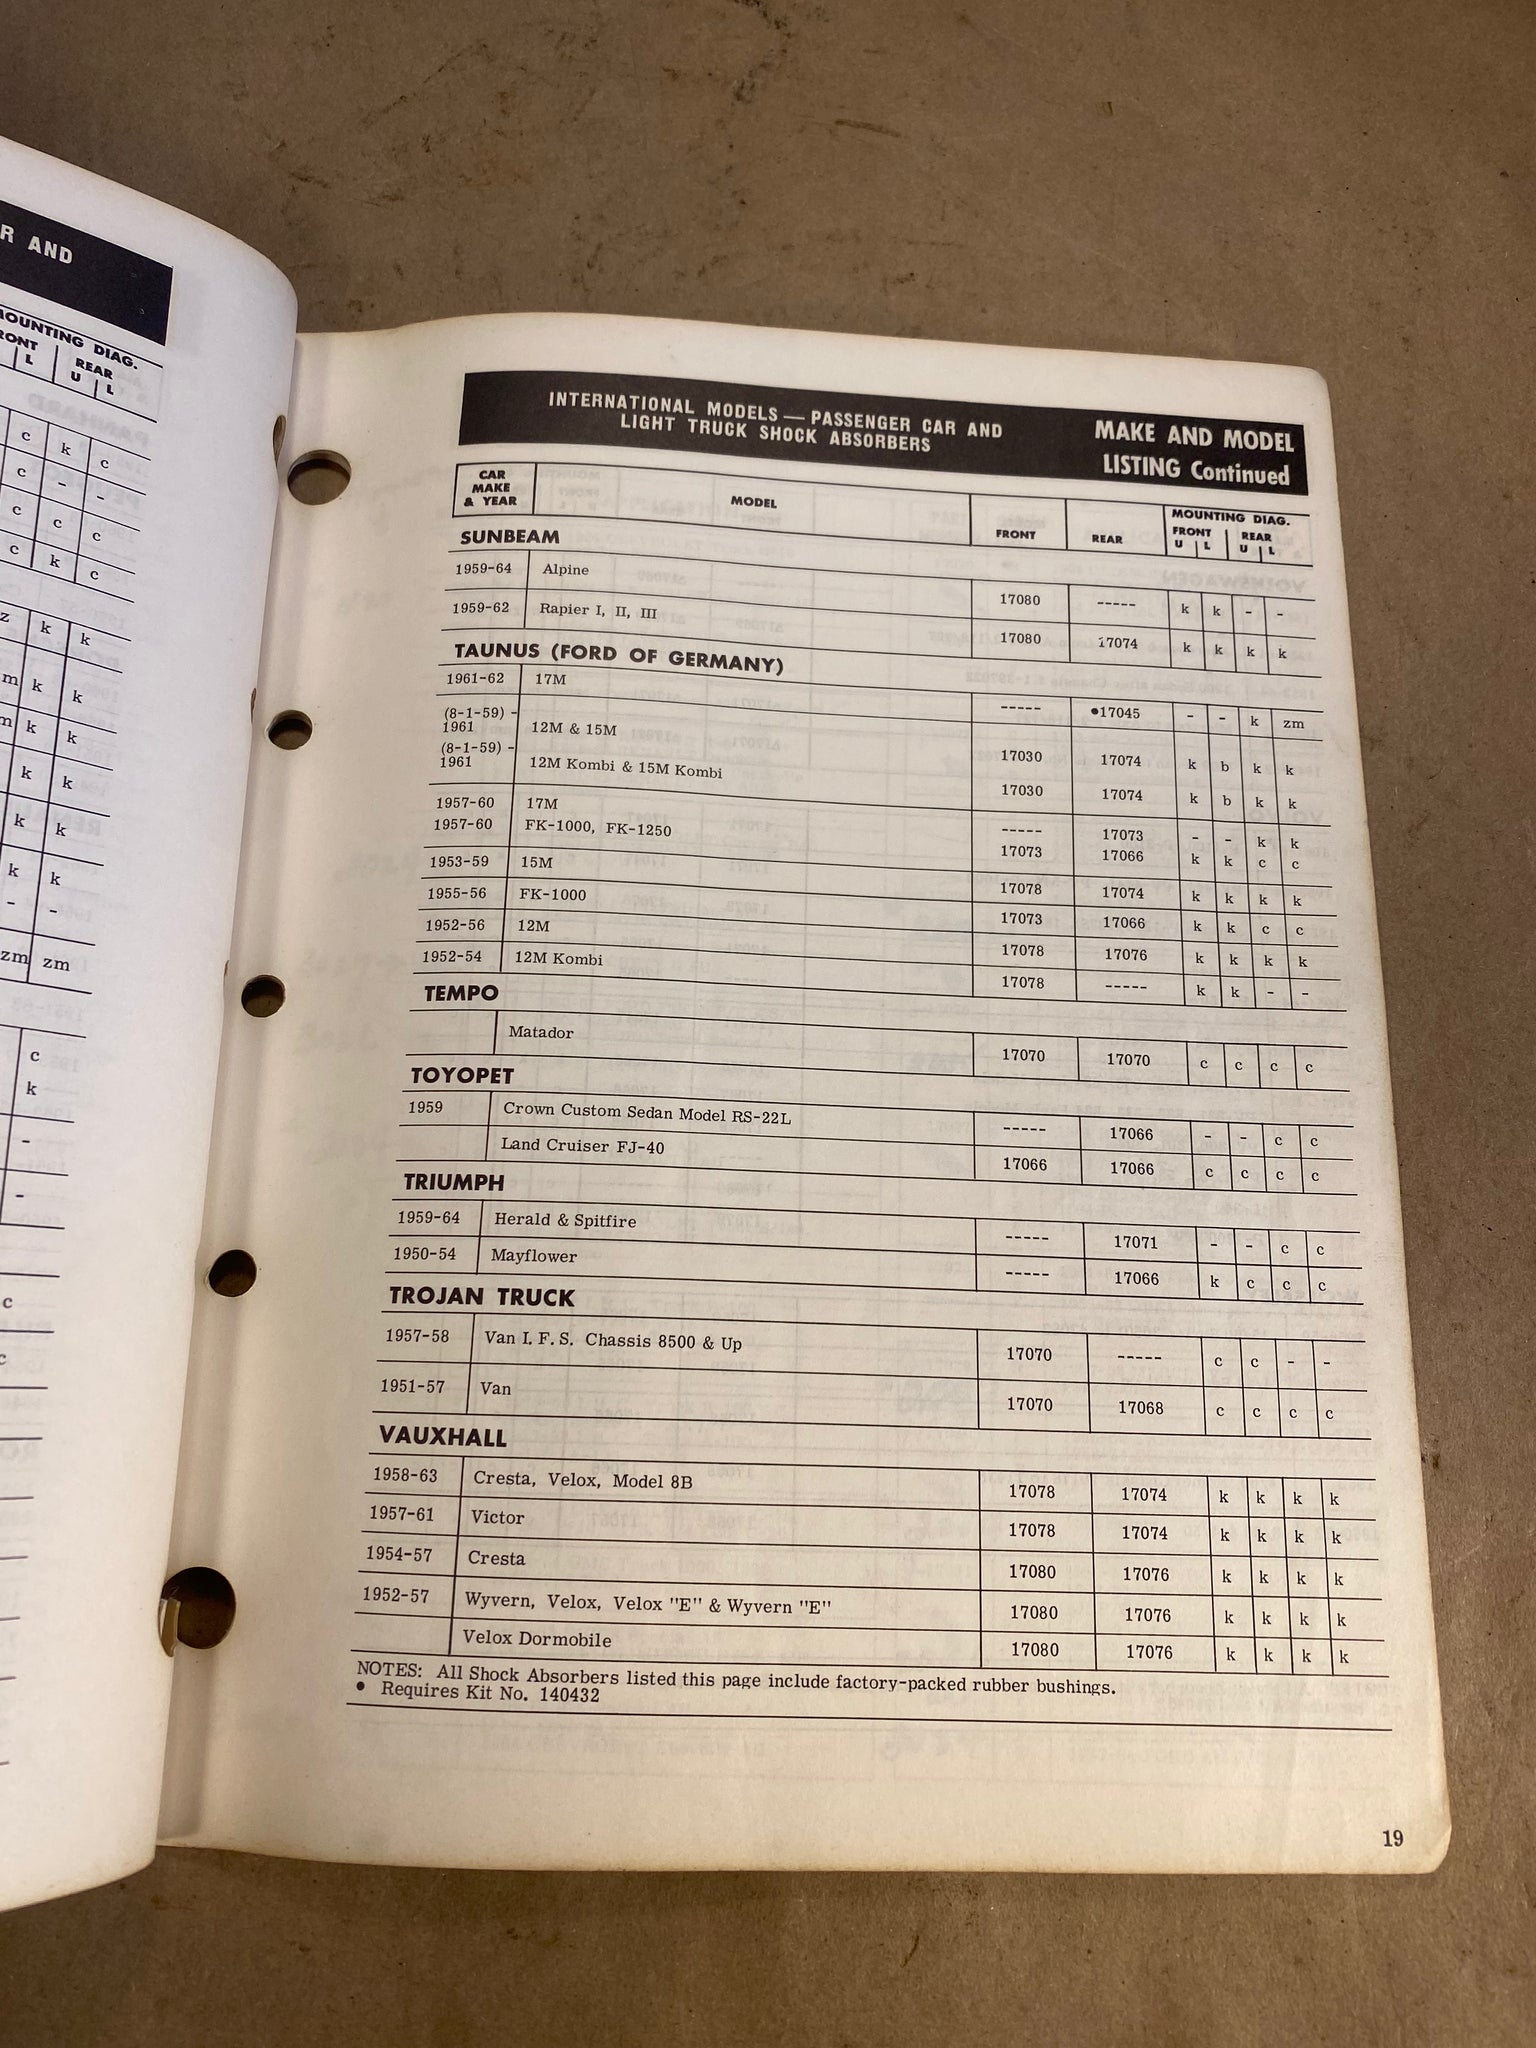 R AND
MOUNTING DIAG.
FRONT REAR
L U L
c k c
c - -
c c c
c k c
z k k
m k k
m k k
k k
k k
k k
- -
zm zm
c
k
-
-
c
c
INTERNATIONAL MODELS — PASSENGER CAR AND
LIGHT TRUCK SHOCK ABSORBERS
MAKE AND MODEL
LISTING Continued
CAR
MAKE
& YEAR
MODEL
FRONT
REAR
MOUNTING DIAG.
FRONT REAR
U L U L
SUNBEAM
1959-64 Alpine 17080 ----- k k - -
1959-62 Rapier I, II, III 17080 17074 k k k k
TAUNUS (FORD OF GERMANY)
1961-62 17M ----- •17045 - - k zm
(8-1-59) -
1961 12M & 15M 17030 17074 k b k k
(8-1-59) -
1961 12M Kombi & 15M Kombi 17030 17074 k b k k
1957-60 17M ----- 17073 - - k k
1957-60 FK-1000, FK-1250 17073 17066 k k c c
1953-59 15M 17078 17074 k k k k
1955-56 FK-1000 17073 17066 k k c c
1952-56 12M 17078 17076 k k k k
1952-54 12M Kombi 17078 ----- k k - -
TEMPO
Matador 17070 17070 c c c c
TOYOPET
1959 Crown Custom Sedan Model RS-22L ----- 17066 - - c c
Land Cruiser FJ-40 17066 17066 c c c c
TRIUMPH
1959-64 Herald & Spitfire ----- 17071 - - c c
1950-54 Mayflower ----- 17066 k c c c
TROJAN TRUCK
1957-58 Van I. F. S. Chassis 8500 & Up 17070 ----- c c - -
1951-57 Van 17070 17068 c c c c
VAUXHALL
1958-63 Cresta, Velox, Model 8B 17078 17074 k k k k
1957-61 Victor 17078 17074 k k k k
1954-57 Cresta 17080 17076 k k k k
1952-57 Wyvern, Velox, Velox "E" & Wyvern "E" 17080 17076 k k k k
Velox Dormobile 17080 17076 k k k k
NOTES: All Shock Absorbers listed this page include factory-packed rubber bushings.
• Requires Kit No. 140432
19